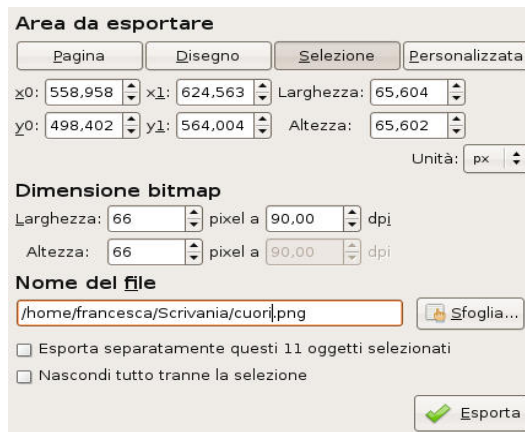 Area da esportare
Pagina Disegno Selezione Personalizzata
x0: 558,958 x1: 624,563 Larghezza: 65,604
y0: 498,402 y1: 564,004 Altezza: 65,602
Unità: px
Dimensione bitmap
Larghezza: 66 pixel a 90,00 dpi
Altezza: 66 pixel a 90,00 dpi
Nome del file
/home/francesca/Scrivania/cuori.png Sfoglia...
Esporta separatamente questi 11 oggetti selezionati
Nascondi tutto tranne la selezione
Esporta